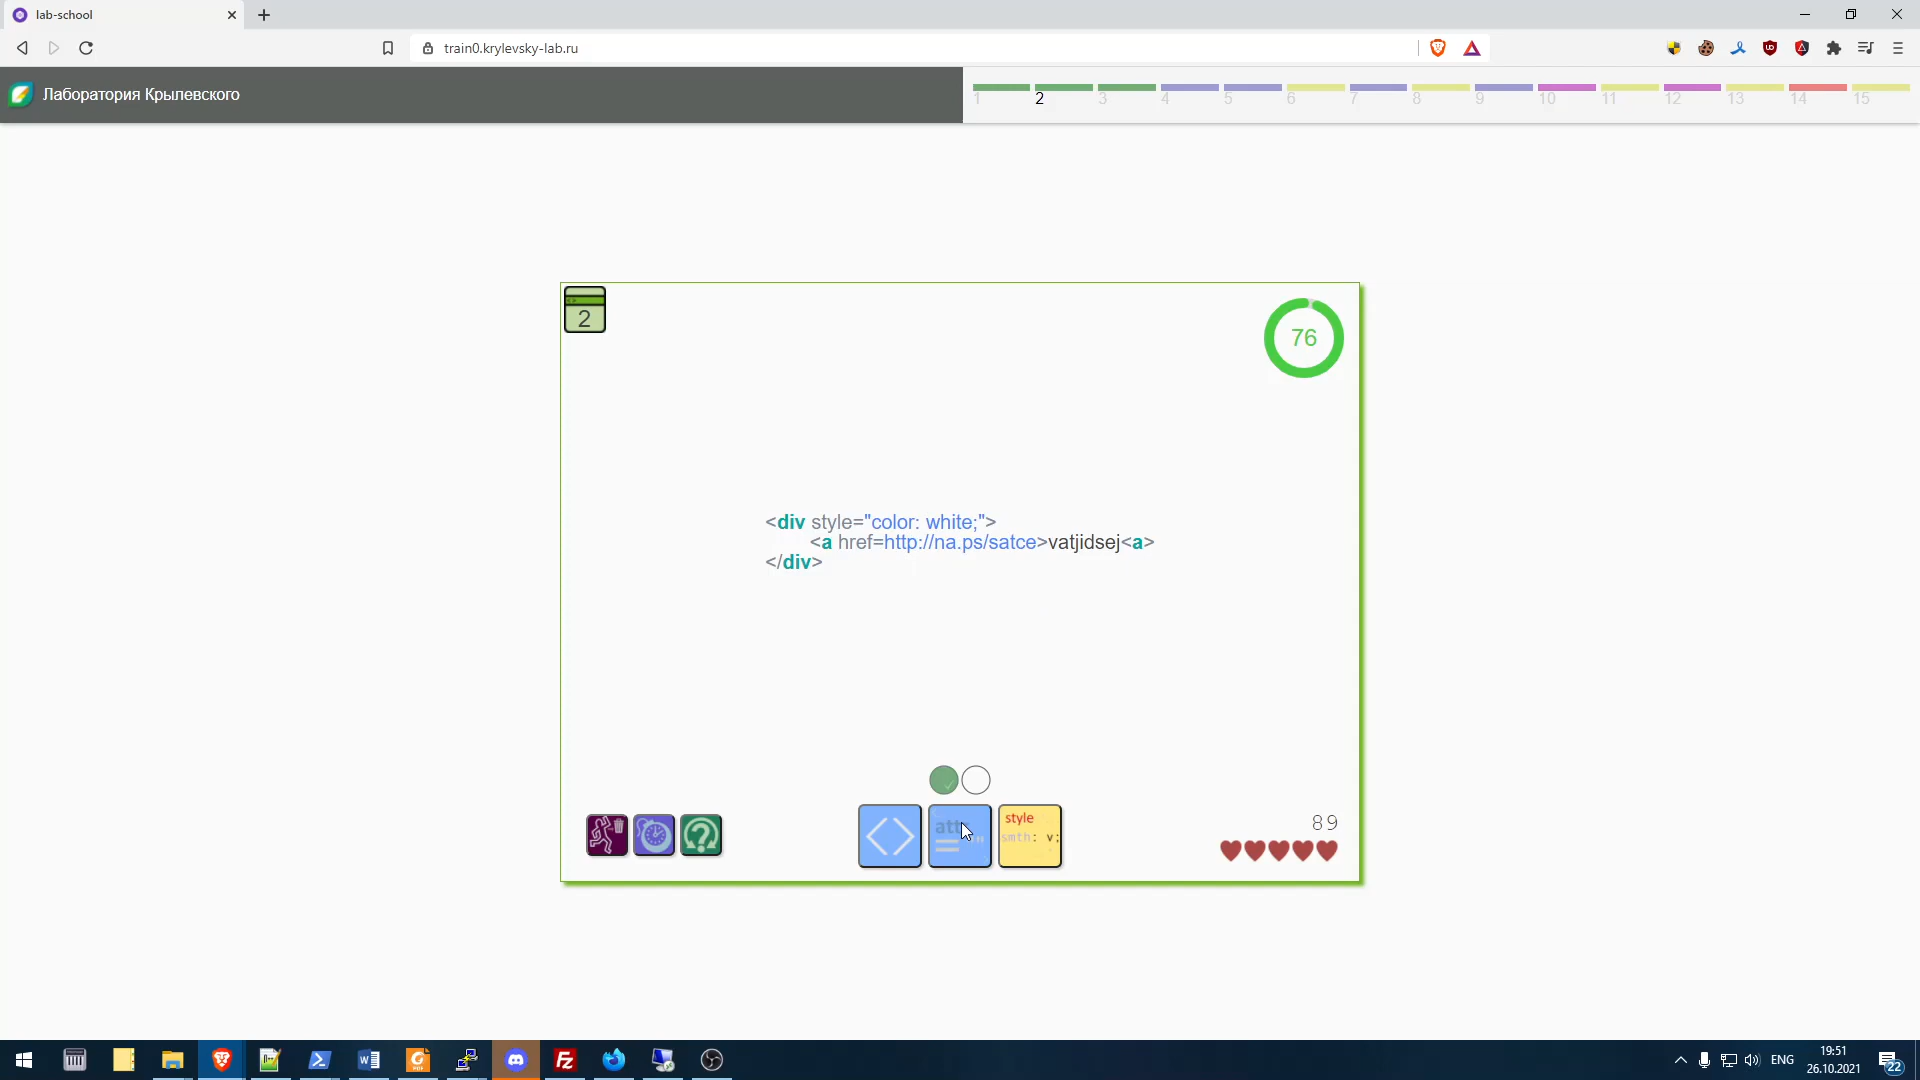 lab-school
train0.krylevsky-lab.ru
Лаборатория Крылевского
1 2 3 4 5 6 7 8 9 10 11 12 13 14 15
2
76
<div style="color: white;">
<a href=http://na.ps/satce>vatjidsej<a>
</div>
style
smth: v;
89
ENG
19:51
26.10.2021
22